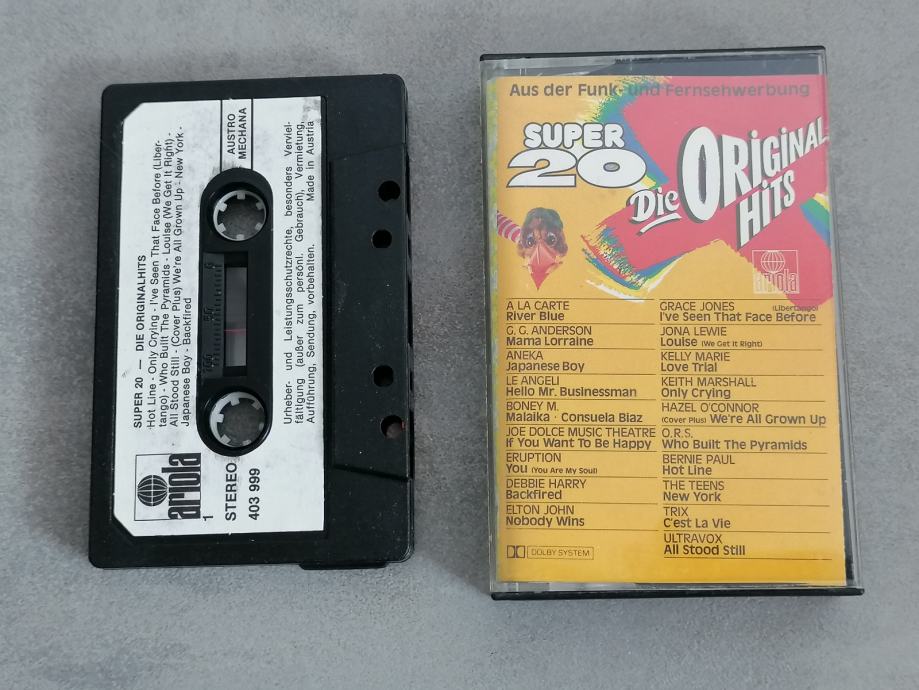 SUPER 20 — DIE ORIGINALHITS
Hot Line - Only Crying - I've Seen That Face Before (Liber-
tango) - Who Built The Pyramids - Louise (We Get It Right) -
All Stood Still - (Cover Plus) We're All Grown Up - New York -
Japanese Boy - Backfired
AUSTRO
MECHANA
ariola
1
STEREO
403 999
0
50
100
Urheber- und Leistungsschutzrechte, besonders Verviel-
fältigung (außer zum persönl. Gebrauch), Vermietung,
Aufführung, Sendung, vorbehalten. Made in Austria
Aus der Funk- und Fernsehwerbung
SUPER
20
Die ORIGINAL
HITS
ariola
A LA CARTE
River Blue
G. G. ANDERSON
Mama Lorraine
ANEKA
Japanese Boy
LE ANGELI
Hello Mr. Businessman
BONEY M.
Malaika · Consuela Biaz
JOE DOLCE MUSIC THEATRE
If You Want To Be Happy
ERUPTION
You (You Are My Soul)
DEBBIE HARRY
Backfired
ELTON JOHN
Nobody Wins
DOLBY SYSTEM
GRACE JONES (Libertango)
I've Seen That Face Before
JONA LEWIE
Louise (We Get It Right)
KELLY MARIE
Love Trial
KEITH MARSHALL
Only Crying
HAZEL O'CONNOR
(Cover Plus) We're All Grown Up
O.R.S.
Who Built The Pyramids
BERNIE PAUL
Hot Line
THE TEENS
New York
TRIX
C'est La Vie
ULTRAVOX
All Stood Still